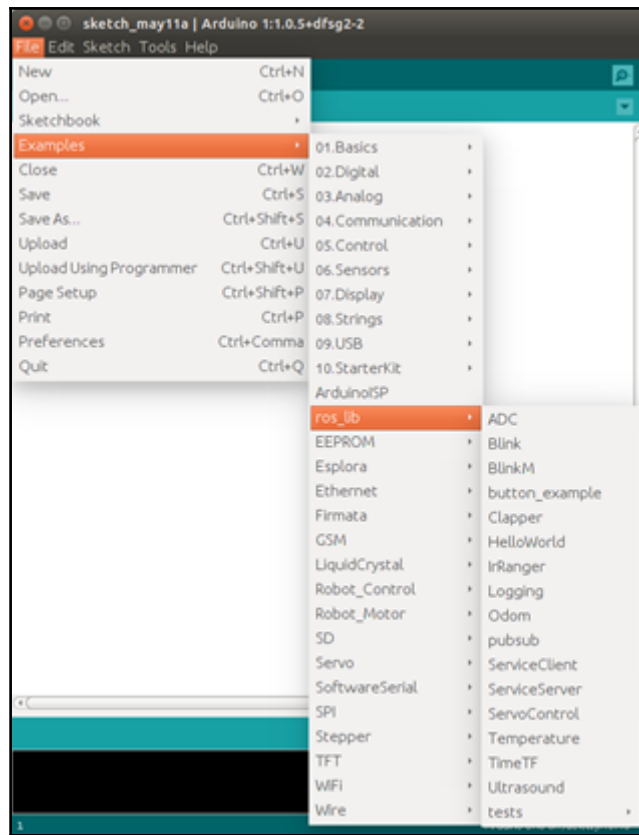 sketch_may11a | Arduino 1:1.0.5+dfsg2-2
File Edit Sketch Tools Help
New Ctrl+N
Open... Ctrl+O
Sketchbook
Examples
Close Ctrl+W
Save Ctrl+S
Save As... Ctrl+Shift+S
Upload Ctrl+U
Upload Using Programmer Ctrl+Shift+U
Page Setup Ctrl+Shift+P
Print Ctrl+P
Preferences Ctrl+Comma
Quit Ctrl+Q
01.Basics
02.Digital
03.Analog
04.Communication
05.Control
06.Sensors
07.Display
08.Strings
09.USB
10.StarterKit
ArduinoISP
ros_lib
EEPROM
Esplora
Ethernet
Firmata
GSM
LiquidCrystal
Robot_Control
Robot_Motor
SD
Servo
SoftwareSerial
SPI
Stepper
TFT
WiFi
Wire
ADC
Blink
BlinkM
button_example
Clapper
HelloWorld
IrRanger
Logging
Odom
pubsub
ServiceClient
ServiceServer
ServoControl
Temperature
TimeTF
Ultrasound
tests
1